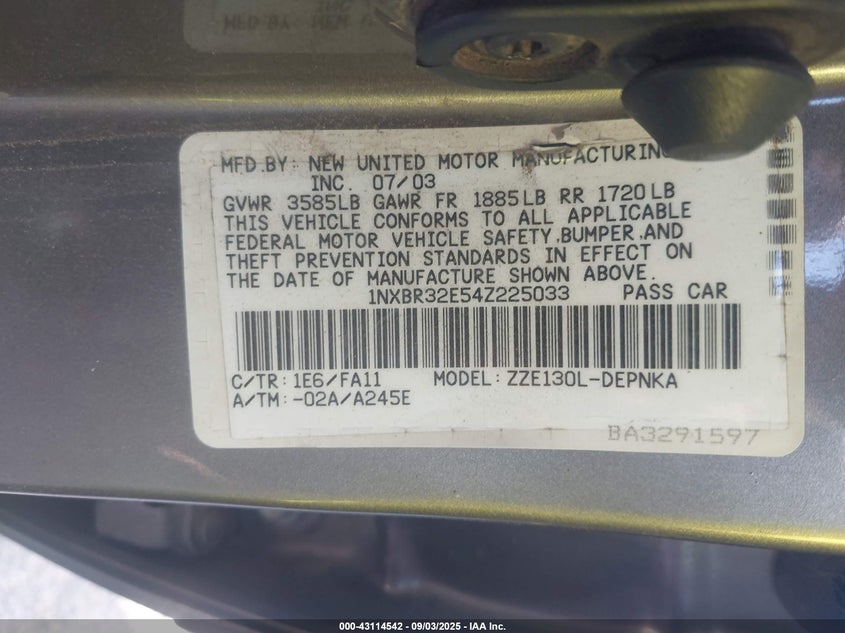 MFD.BY: NEW UNITED MOTOR MANUFACTURING
INC. 07/03
GVWR 3585LB GAWR FR 1885LB RR 1720LB
THIS VEHICLE CONFORMS TO ALL APPLICABLE
FEDERAL MOTOR VEHICLE SAFETY,BUMPER,AND
THEFT PREVENTION STANDARDS IN EFFECT ON
THE DATE OF MANUFACTURE SHOWN ABOVE.
1NXBR32E54Z225033 PASS CAR
C/TR: 1E6/FA11 MODEL: ZZE130L-DEPNKA
A/TM: -02A/A245E
BA3291597
000-43114542 - 09/03/2025 - IAA Inc.